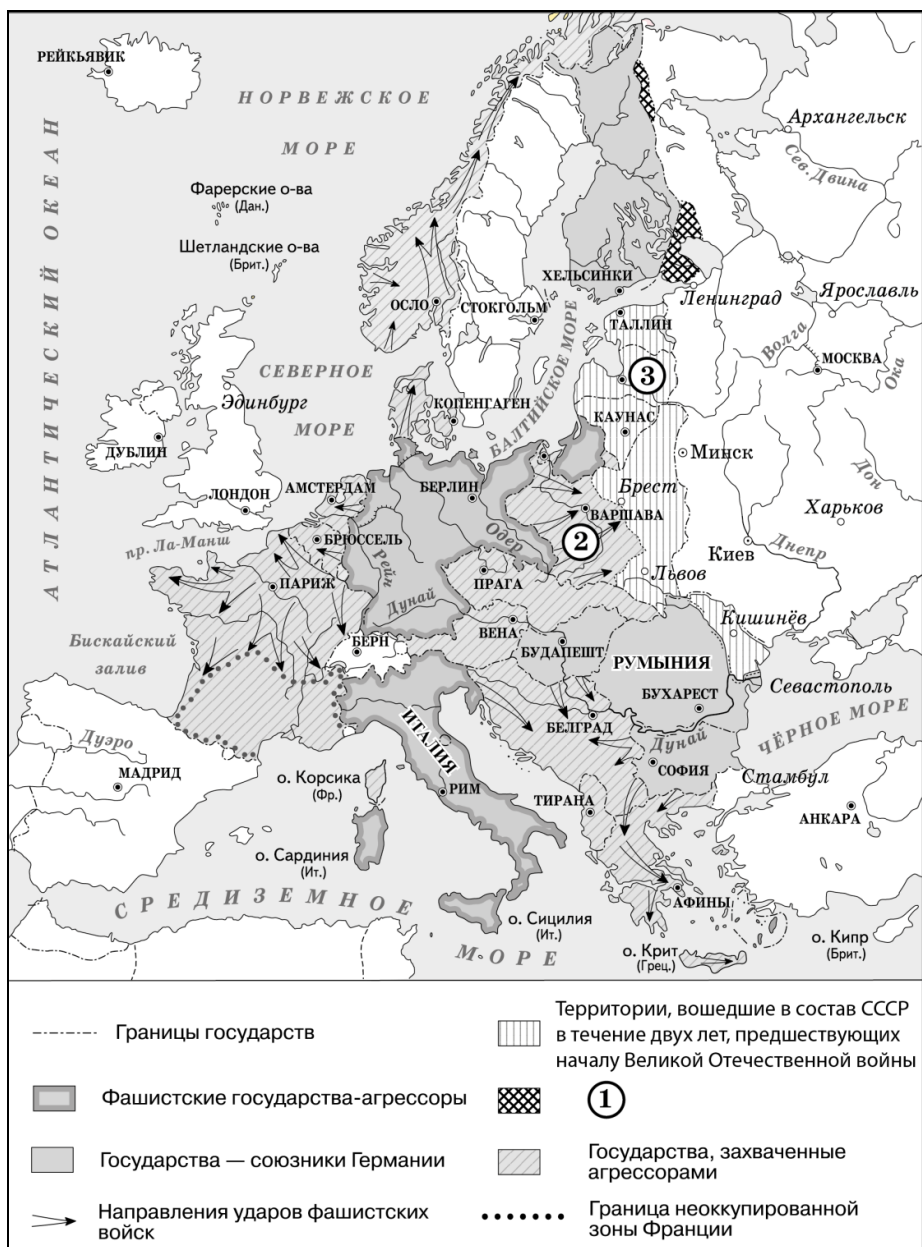 РЕЙКЬЯВИК
НОРВЕЖСКОЕ
МОРЕ
АТЛАНТИЧЕСКИЙ ОКЕАН
Архангельск
Сев. Двина
Фарерские о-ва
(Дан.)
Шетландские о-ва
(Брит.)
ХЕЛЬСИНКИ
ОСЛО
СТОКГОЛЬМ
Ленинград
Ярославль
ТАЛЛИН
Волга
МОСКВА
Ока
СЕВЕРНОЕ
МОРЕ
БАЛТИЙСКОЕ МОРЕ
3
Эдинбург
КОПЕНГАГЕН
КАУНАС
ДУБЛИН
Минск
Дон
ЛОНДОН
АМСТЕРДАМ
БЕРЛИН
Брест
ВАРШАВА
Харьков
пр. Ла-Манш
БРЮССЕЛЬ
Рейн
Одер
2
Киев
Днепр
ПАРИЖ
Дунай
ПРАГА
Львов
Бискайский
залив
БЕРН
ВЕНА
БУДАПЕШТ
Кишинёв
РУМЫНИЯ
БУХАРЕСТ
Севастополь
ЧЁРНОЕ МОРЕ
Дуэро
МАДРИД
ИТАЛИЯ
БЕЛГРАД
Дунай
СОФИЯ
о. Корсика
(Фр.)
РИМ
ТИРАНА
Стамбул
АНКАРА
о. Сардиния
(Ит.)
СРЕДИЗЕМНОЕ
МОРЕ
о. Сицилия
(Ит.)
АФИНЫ
о. Крит
(Грец.)
о. Кипр
(Брит.)
Границы государств
Территории, вошедшие в состав СССР
в течение двух лет, предшествующих
началу Великой Отечественной войны
Фашистские государства-агрессоры
1
Государства — союзники Германии
Государства, захваченные
агрессорами
Направления ударов фашистских
войск
Граница неоккупированной
зоны Франции